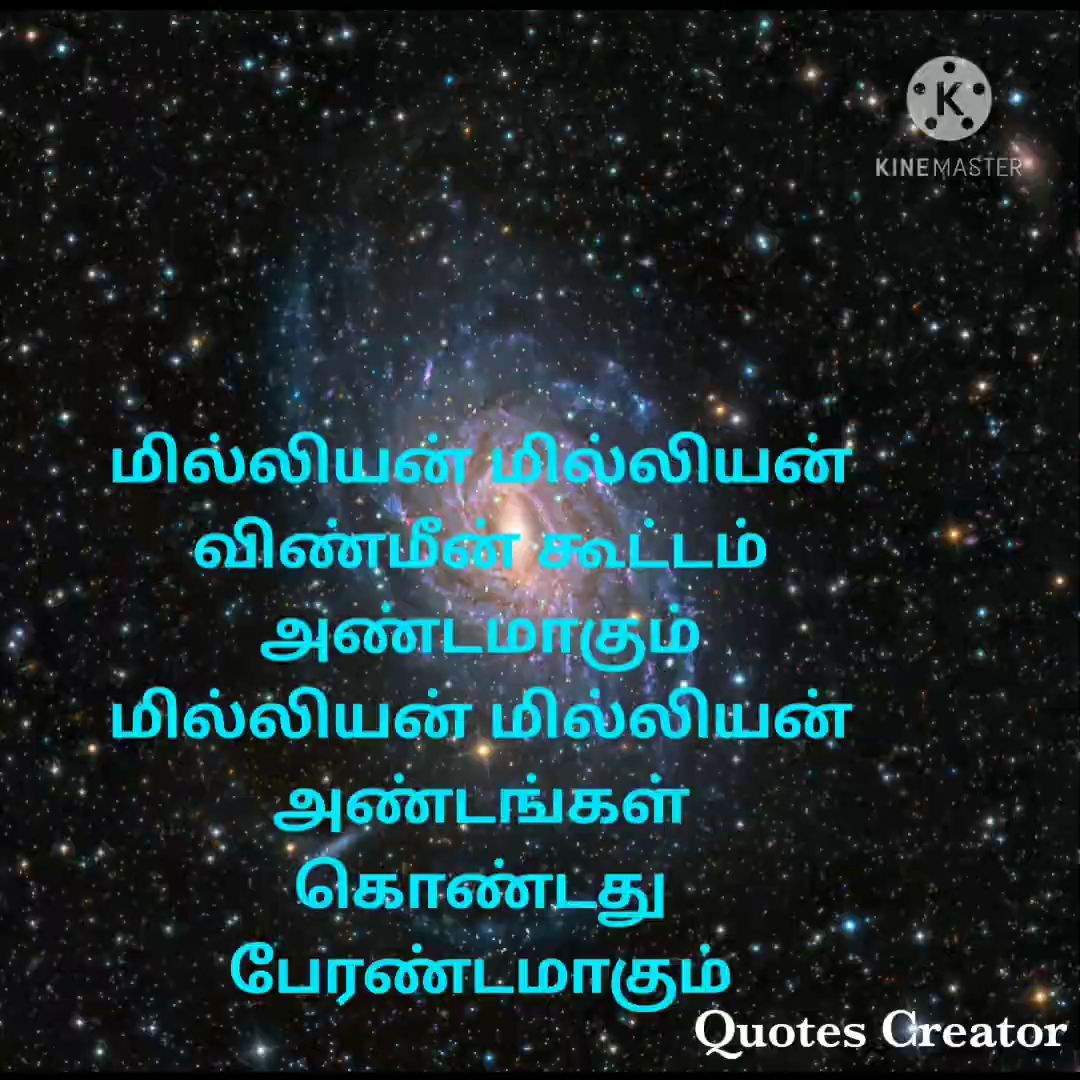 K
KINEMASTER
மில்லியன் மில்லியன்
விண்மீன் கூட்டம்
அண்டமாகும்
மில்லியன் மில்லியன்
அண்டங்கள்
கொண்டது
பேரண்டமாகும்
Quotes Creator